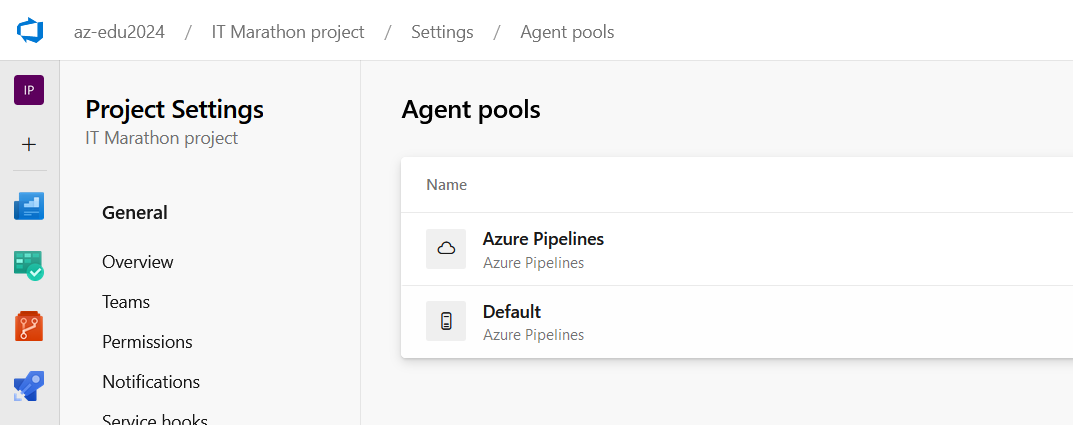 az-edu2024 / IT Marathon project / Settings / Agent pools
IP
Project Settings
IT Marathon project
General
Overview
Teams
Permissions
Notifications
Service hooks
Agent pools
Name
Azure Pipelines
Azure Pipelines
Default
Azure Pipelines